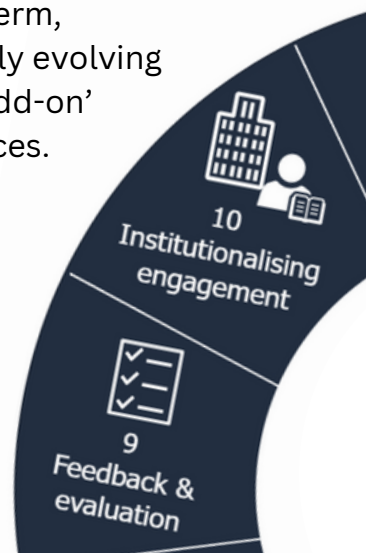 erm,
ly evolving
dd-on’
ces.
10
Institutionalising
engagement
9
Feedback &
evaluation